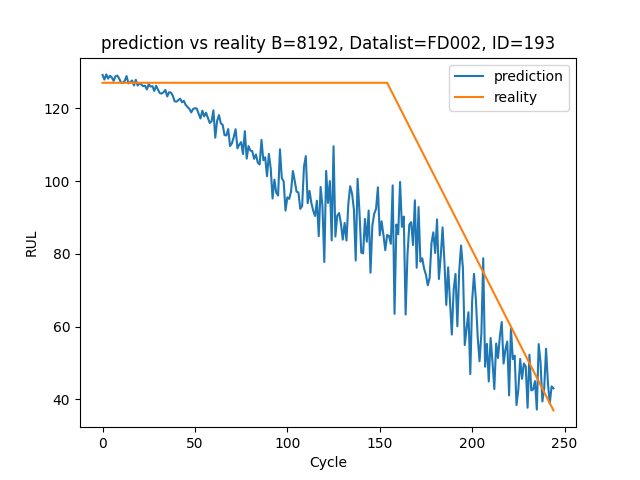 prediction vs reality B=8192, Datalist=FD002, ID=193
prediction
reality
RUL
120
100
80
60
40
0 50 100 150 200 250
Cycle